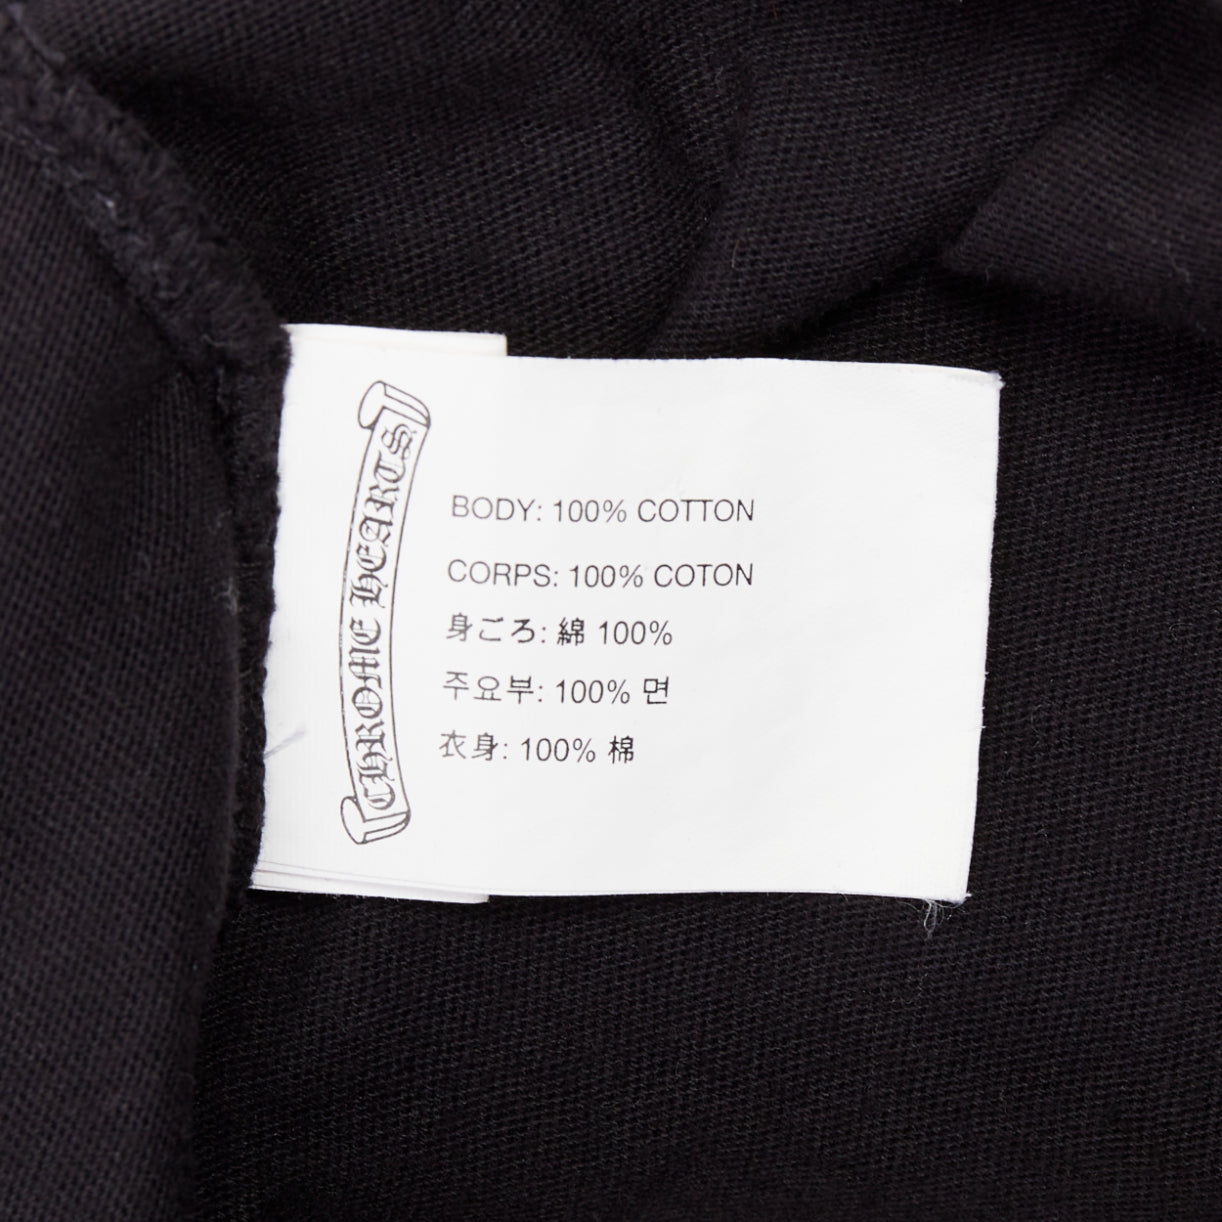 CHROME HEARTS
BODY: 100% COTTON
CORPS: 100% COTON
身ごろ: 綿 100%
주요부: 100% 면
衣身: 100% 棉